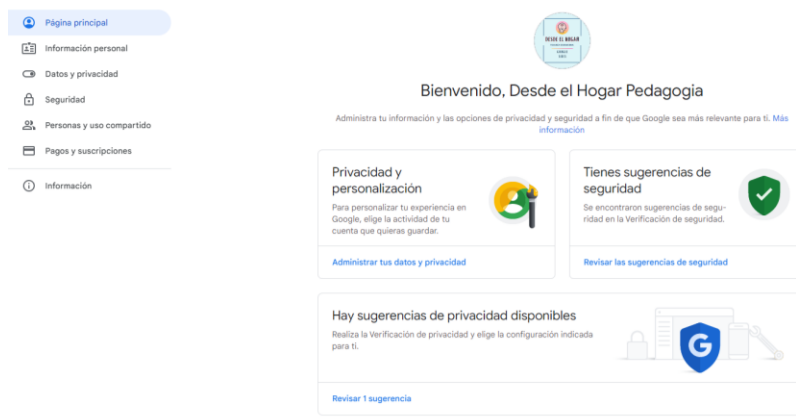 Página principal
Información personal
Datos y privacidad
Seguridad
Personas y uso compartido
Pagos y suscripciones
Información
DESDE EL HOGAR
Bienvenido, Desde el Hogar Pedagogia
Administra tu información y las opciones de privacidad y seguridad a fin de que Google sea más relevante para ti. Más
información
Privacidad y
personalización
Para personalizar tu experiencia en
Google, elige la actividad de tu
cuenta que quieras guardar.
Administrar tus datos y privacidad
Tienes sugerencias de
seguridad
Se encontraron sugerencias de segu-
ridad en la Verificación de seguridad.
Revisar las sugerencias de seguridad
Hay sugerencias de privacidad disponibles
Realiza la Verificación de privacidad y elige la configuración indicada
para ti.
G
Revisar 1 sugerencia